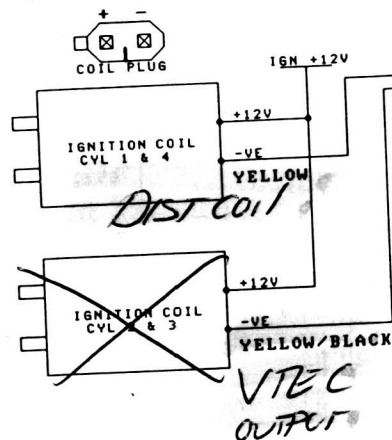 + -
COIL PLUG
IGN +12V
+12V
IGNITION COIL
CYL 1 & 4
-VE
YELLOW
DIST COIL
+12V
IGNITION COIL
CYL 2 & 3
-VE
YELLOW/BLACK
VTEC
OUTPUT